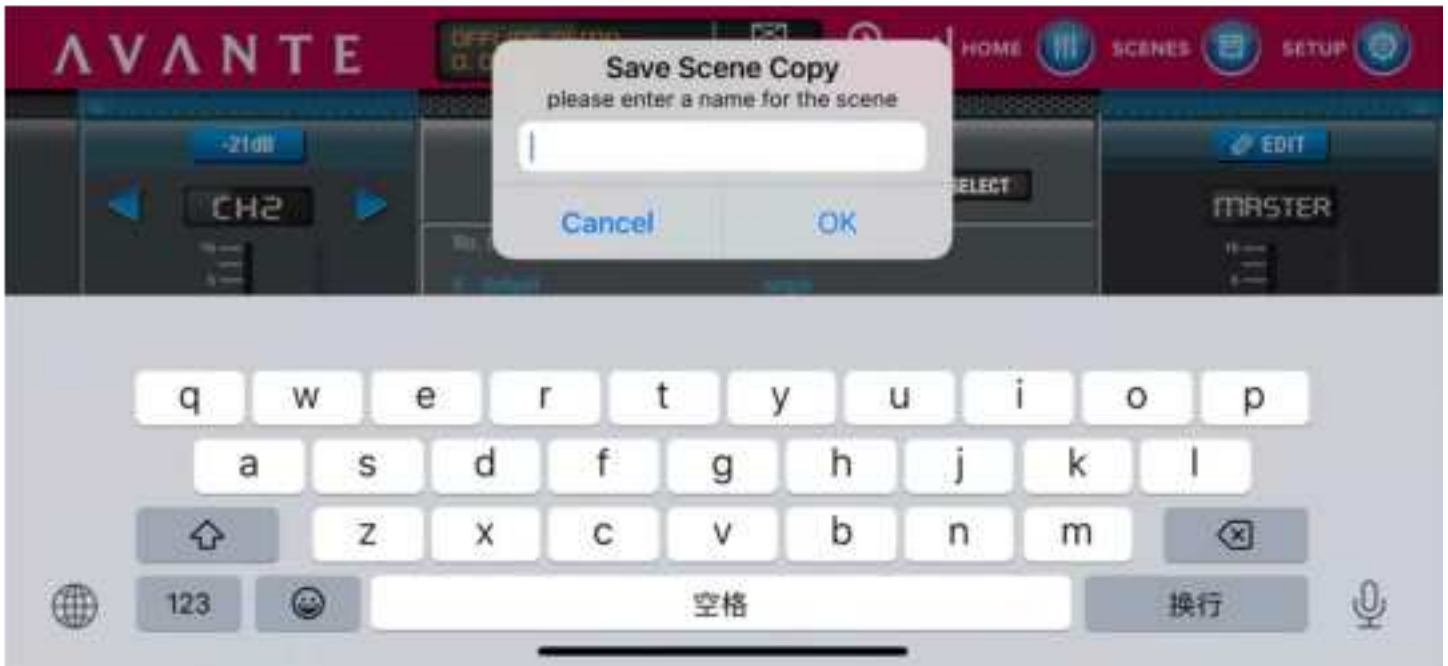 AVANTE
HOME
SCENES
SETUP
Save Scene Copy
please enter a name for the scene
-21dB
EDIT
CH2
SELECT
MASTER
Cancel
OK
q w e r t y u i o p
a s d f g h j k l
z x c v b n m
123
空格
换行